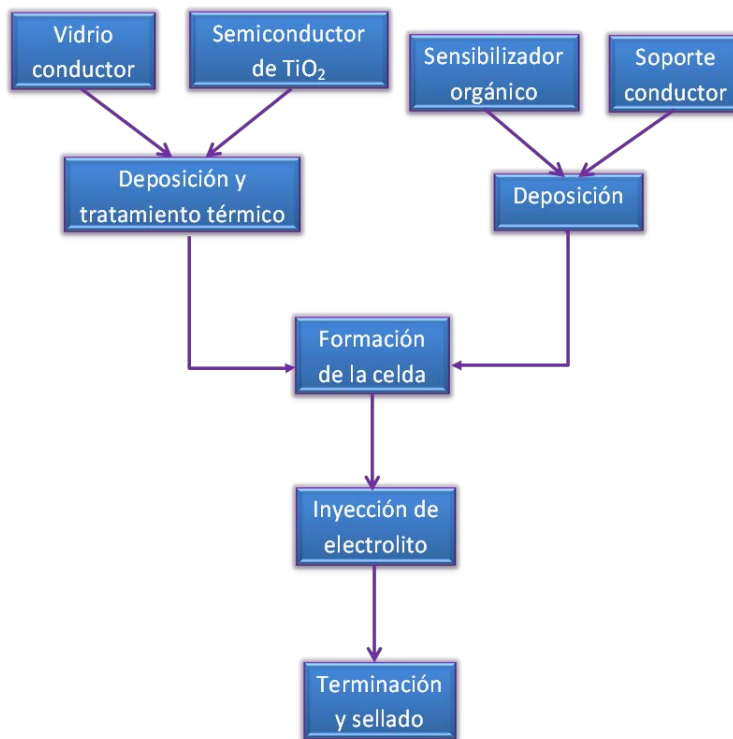 Vidrio
conductor
Semiconductor
de TiO₂
Sensibilizador
orgánico
Soporte
conductor
Deposición y
tratamiento térmico
Deposición
Formación
de la celda
Inyección de
electrolito
Terminación
y sellado